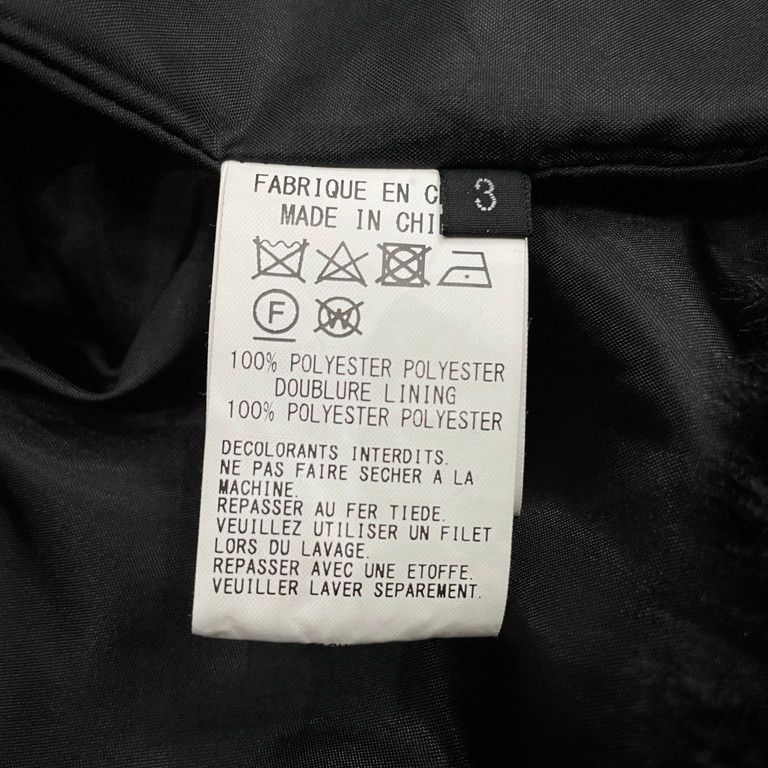 FABRIQUE EN
3
MADE IN
F
W
100% POLYESTER POLYESTER
DOUBLURE LINING
100% POLYESTER POLYESTER
DECOLORANTS INTERDITS.
NE PAS FAIRE SECHER A LA
MACHINE.
REPASSER AU FER TIEDE.
VEUILLEZ UTILISER UN FILET
LORS DU LAVAGE.
REPASSER AVEC UNE ETOFFE.
VEUILLER LAVER SEPAREMENT.